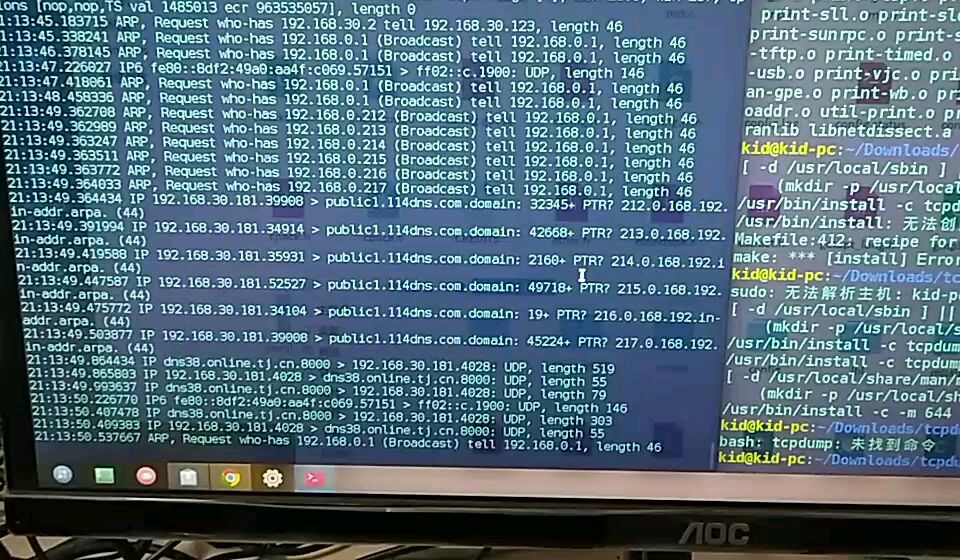 ions [nop,nop,TS val 1485013 ecr 963535057], length 0
21:13:45.183715 ARP, Request who-has 192.168.30.2 tell 192.168.30.123, length 46
21:13:45.338241 ARP, Request who-has 192.168.0.1 (Broadcast) tell 192.168.0.1, length 46
21:13:46.378145 ARP, Request who-has 192.168.0.1 (Broadcast) tell 192.168.0.1, length 46
21:13:47.226027 IP6 fe80::8df2:49a0:aa4f:c069.57151 > ff02::c.1900: UDP, length 146
21:13:47.418061 ARP, Request who-has 192.168.0.1 (Broadcast) tell 192.168.0.1, length 46
21:13:48.458336 ARP, Request who-has 192.168.0.1 (Broadcast) tell 192.168.0.1, length 46
21:13:49.362708 ARP, Request who-has 192.168.0.212 (Broadcast) tell 192.168.0.1, length 46
21:13:49.362989 ARP, Request who-has 192.168.0.213 (Broadcast) tell 192.168.0.1, length 46
21:13:49.363247 ARP, Request who-has 192.168.0.214 (Broadcast) tell 192.168.0.1, length 46
21:13:49.363511 ARP, Request who-has 192.168.0.215 (Broadcast) tell 192.168.0.1, length 46
21:13:49.363772 ARP, Request who-has 192.168.0.216 (Broadcast) tell 192.168.0.1, length 46
21:13:49.364033 ARP, Request who-has 192.168.0.217 (Broadcast) tell 192.168.0.1, length 46
21:13:49.364434 IP 192.168.30.181.39908 > public1.114dns.com.domain: 32345+ PTR? 212.0.168.192.
in-addr.arpa. (44)
21:13:49.391994 IP 192.168.30.181.34914 > public1.114dns.com.domain: 42668+ PTR? 213.0.168.192.
in-addr.arpa. (44)
21:13:49.419588 IP 192.168.30.181.35931 > public1.114dns.com.domain: 2160+ PTR? 214.0.168.192.i
n-addr.arpa. (44)
21:13:49.447587 IP 192.168.30.181.52527 > public1.114dns.com.domain: 49718+ PTR? 215.0.168.192.
in-addr.arpa. (44)
21:13:49.475772 IP 192.168.30.181.34104 > public1.114dns.com.domain: 19+ PTR? 216.0.168.192.in-
addr.arpa. (44)
21:13:49.503877 IP 192.168.30.181.39008 > public1.114dns.com.domain: 45224+ PTR? 217.0.168.192.
in-addr.arpa. (44)
21:13:49.864434 IP dns38.online.tj.cn.8000 > 192.168.30.181.4028: UDP, length 519
21:13:49.865803 IP 192.168.30.181.4028 > dns38.online.tj.cn.8000: UDP, length 55
21:13:49.993637 IP dns38.online.tj.cn.8000 > 192.168.30.181.4028: UDP, length 79
21:13:50.226770 IP6 fe80::8df2:49a0:aa4f:c069.57151 > ff02::c.1900: UDP, length 146
21:13:50.407478 IP dns38.online.tj.cn.8000 > 192.168.30.181.4028: UDP, length 303
21:13:50.409383 IP 192.168.30.181.4028 > dns38.online.tj.cn.8000: UDP, length 55
21:13:50.537667 ARP, Request who-has 192.168.0.1 (Broadcast) tell 192.168.0.1, length 46
print-sll.o print-sl
print-sunrpc.o print-s
-tftp.o print-timed.o
-usb.o print-vjc.o pri
an-gpe.o print-wb.o pr
oaddr.o util-print.o pr
ranlib libnetdissect.a
kid@kid-pc:~/Downloads/
[ -d /usr/local/sbin ]
(mkdir -p /usr/local
/usr/bin/install -c tcpd
/usr/bin/install: 无法创
Makefile:412: recipe for
make: *** [install] Error
kid@kid-pc:~/Downloads/tc
sudo: 无法解析主机: kid-p
[ -d /usr/local/sbin ] ||
(mkdir -p /usr/local/s
/usr/bin/install -c tcpdum
/usr/bin/install -c tcpdum
[ -d /usr/local/share/man/m
(mkdir -p /usr/local/s
/usr/bin/install -c -m 644
kid@kid-pc:~/Downloads/tcp
bash: tcpdump: 未找到命令
kid@kid-pc:~/Downloads/tcpd
AOC